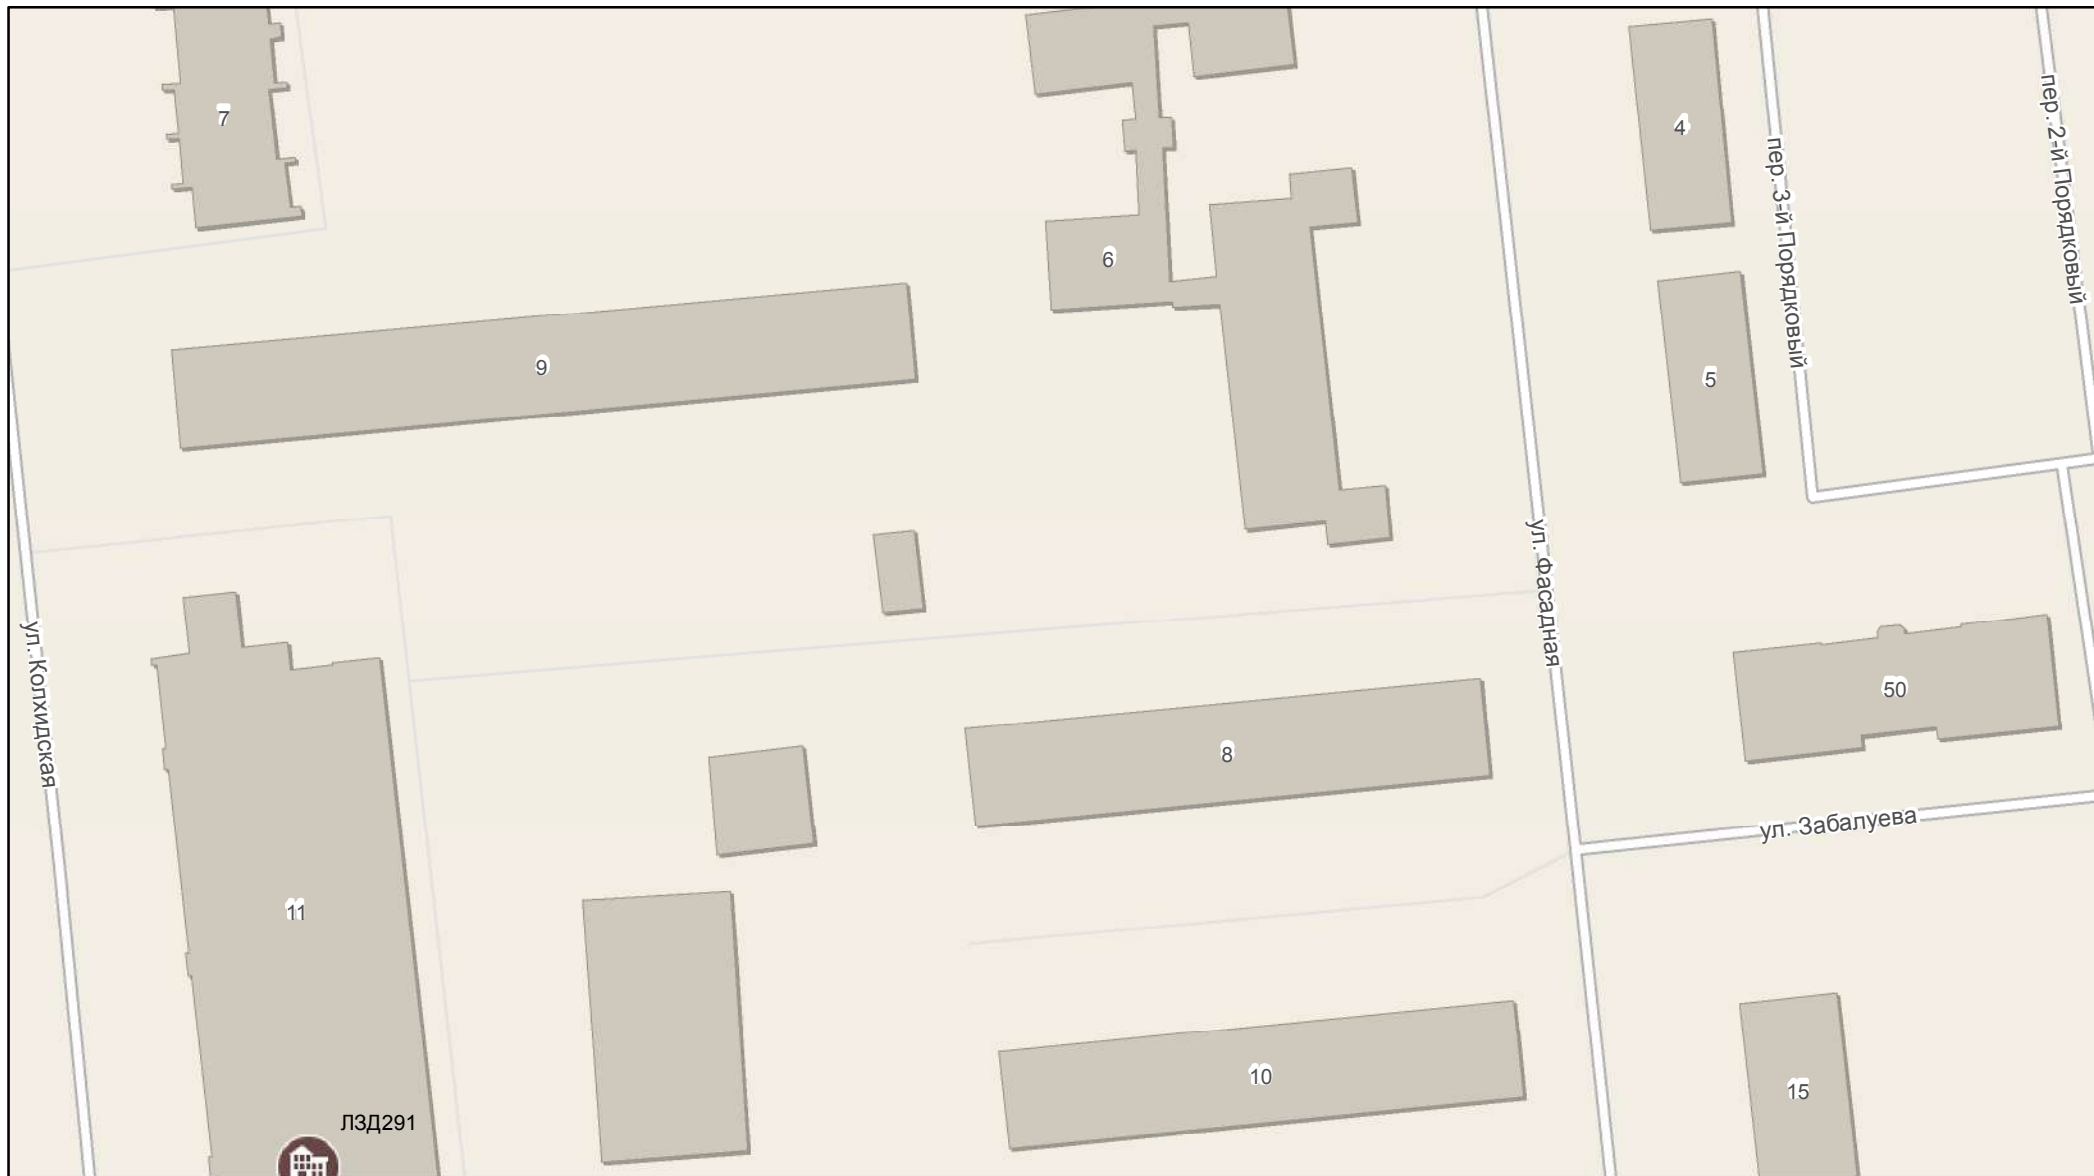 7
4
пер. 2-й Порядковый
пер. 3-й Порядковый
6
9
5
ул. Фасадная
ул. Колхидская
50
8
ул. Забалуева
11
10
15
ЛЗД291